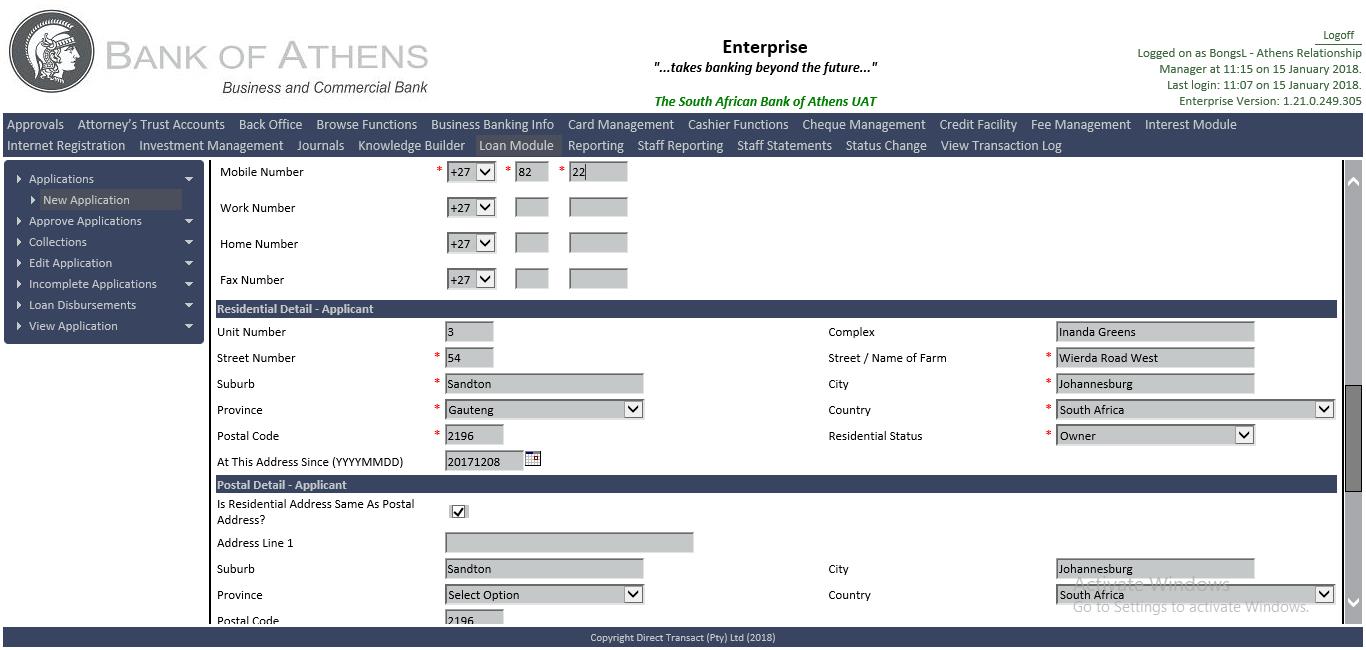 BANK OF ATHENS
Business and Commercial Bank
Enterprise
"...takes banking beyond the future..."
The South African Bank of Athens UAT
Logoff
Logged on as BongsL - Athens Relationship
Manager at 11:15 on 15 January 2018.
Last login: 11:07 on 15 January 2018.
Enterprise Version: 1.21.0.249.305
Approvals Attorney's Trust Accounts Back Office Browse Functions Business Banking Info Card Management Cashier Functions Cheque Management Credit Facility Fee Management Interest Module
Internet Registration Investment Management Journals Knowledge Builder Loan Module Reporting Staff Reporting Staff Statements Status Change View Transaction Log
Applications
New Application
Approve Applications
Collections
Edit Application
Incomplete Applications
Loan Disbursements
View Application
Mobile Number * +27 * 82 * 22
Work Number +27
Home Number +27
Fax Number +27
Residential Detail - Applicant
Unit Number 3 Complex Inanda Greens
Street Number * 54 Street / Name of Farm * Wierda Road West
Suburb * Sandton City * Johannesburg
Province * Gauteng Country * South Africa
Postal Code * 2196 Residential Status * Owner
At This Address Since (YYYYMMDD) 20171208
Postal Detail - Applicant
Is Residential Address Same As Postal
Address?
Address Line 1
Suburb Sandton City Johannesburg
Province Select Option Country South Africa
Postal Code 2196
Activate Windows
Go to Settings to activate Windows.
Copyright Direct Transact (Pty) Ltd (2018)